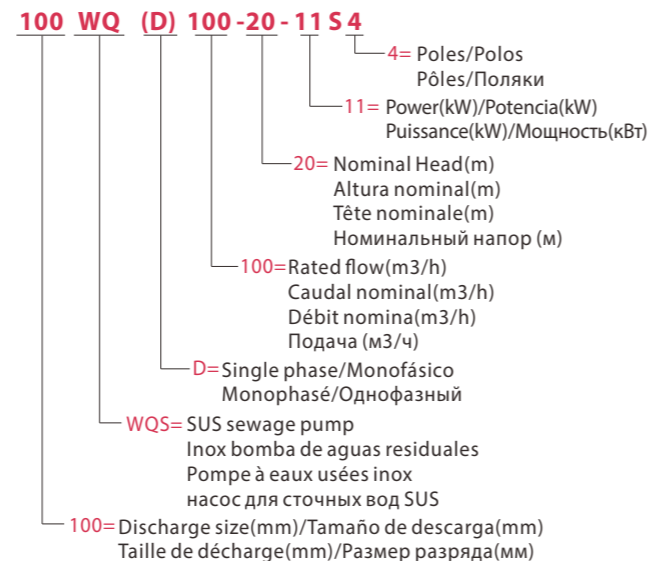 100 WQ (D) 100 -20 - 11 S 4
4= Poles/Polos
Pôles/Поляки
11= Power(kW)/Potencia(kW)
Puissance(kW)/Мощность(кВт)
20= Nominal Head(m)
Altura nominal(m)
Tête nominale(m)
Номинальный напор (м)
100=Rated flow(m3/h)
Caudal nominal(m3/h)
Débit nomina(m3/h)
Подача (м3/ч)
D=Single phase/Monofásico
Monophasé/Однофазный
WQS= SUS sewage pump
Inox bomba de aguas residuales
Pompe à eaux usées inox
насос для сточных вод SUS
100=Discharge size(mm)/Tamaño de descarga(mm)
Taille de décharge(mm)/Размер разряда(мм)